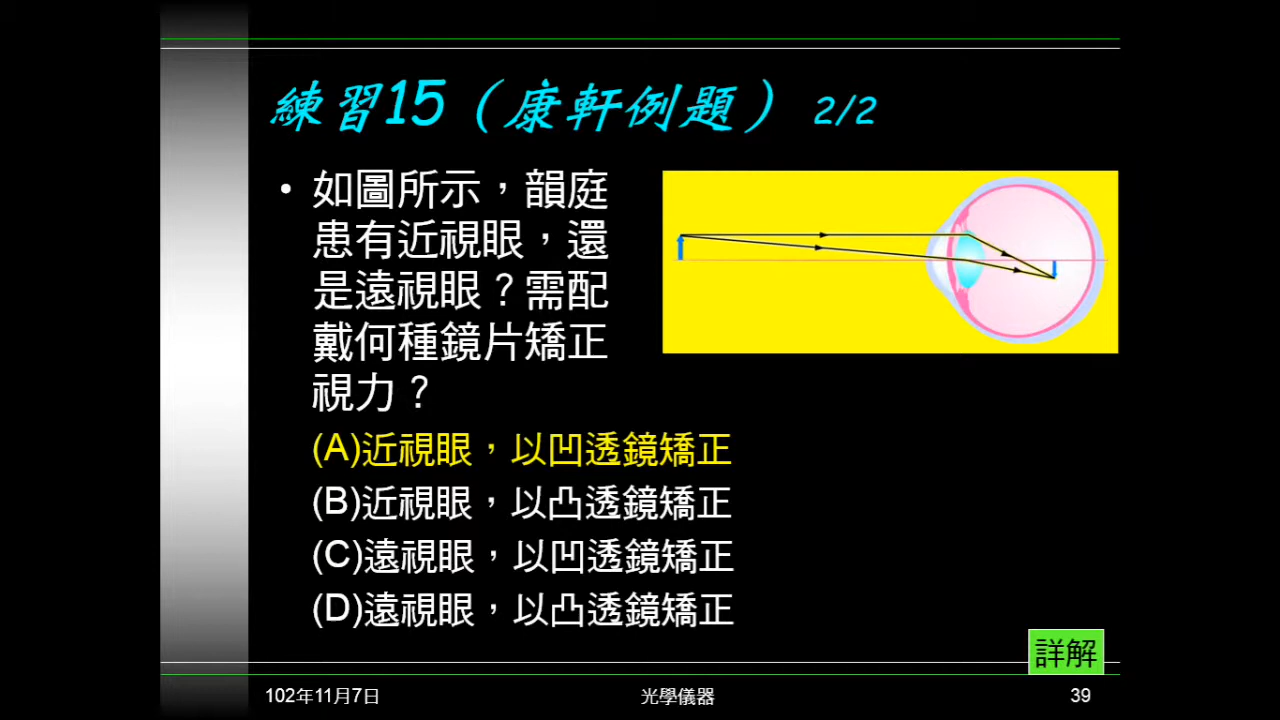 練習15（康軒例題）2/2
• 如圖所示，韻庭
患有近視眼，還
是遠視眼？需配
戴何種鏡片矯正
視力？
(A)近視眼，以凹透鏡矯正
(B)近視眼，以凸透鏡矯正
(C)遠視眼，以凹透鏡矯正
(D)遠視眼，以凸透鏡矯正
詳解
102年11月7日
光學儀器
39